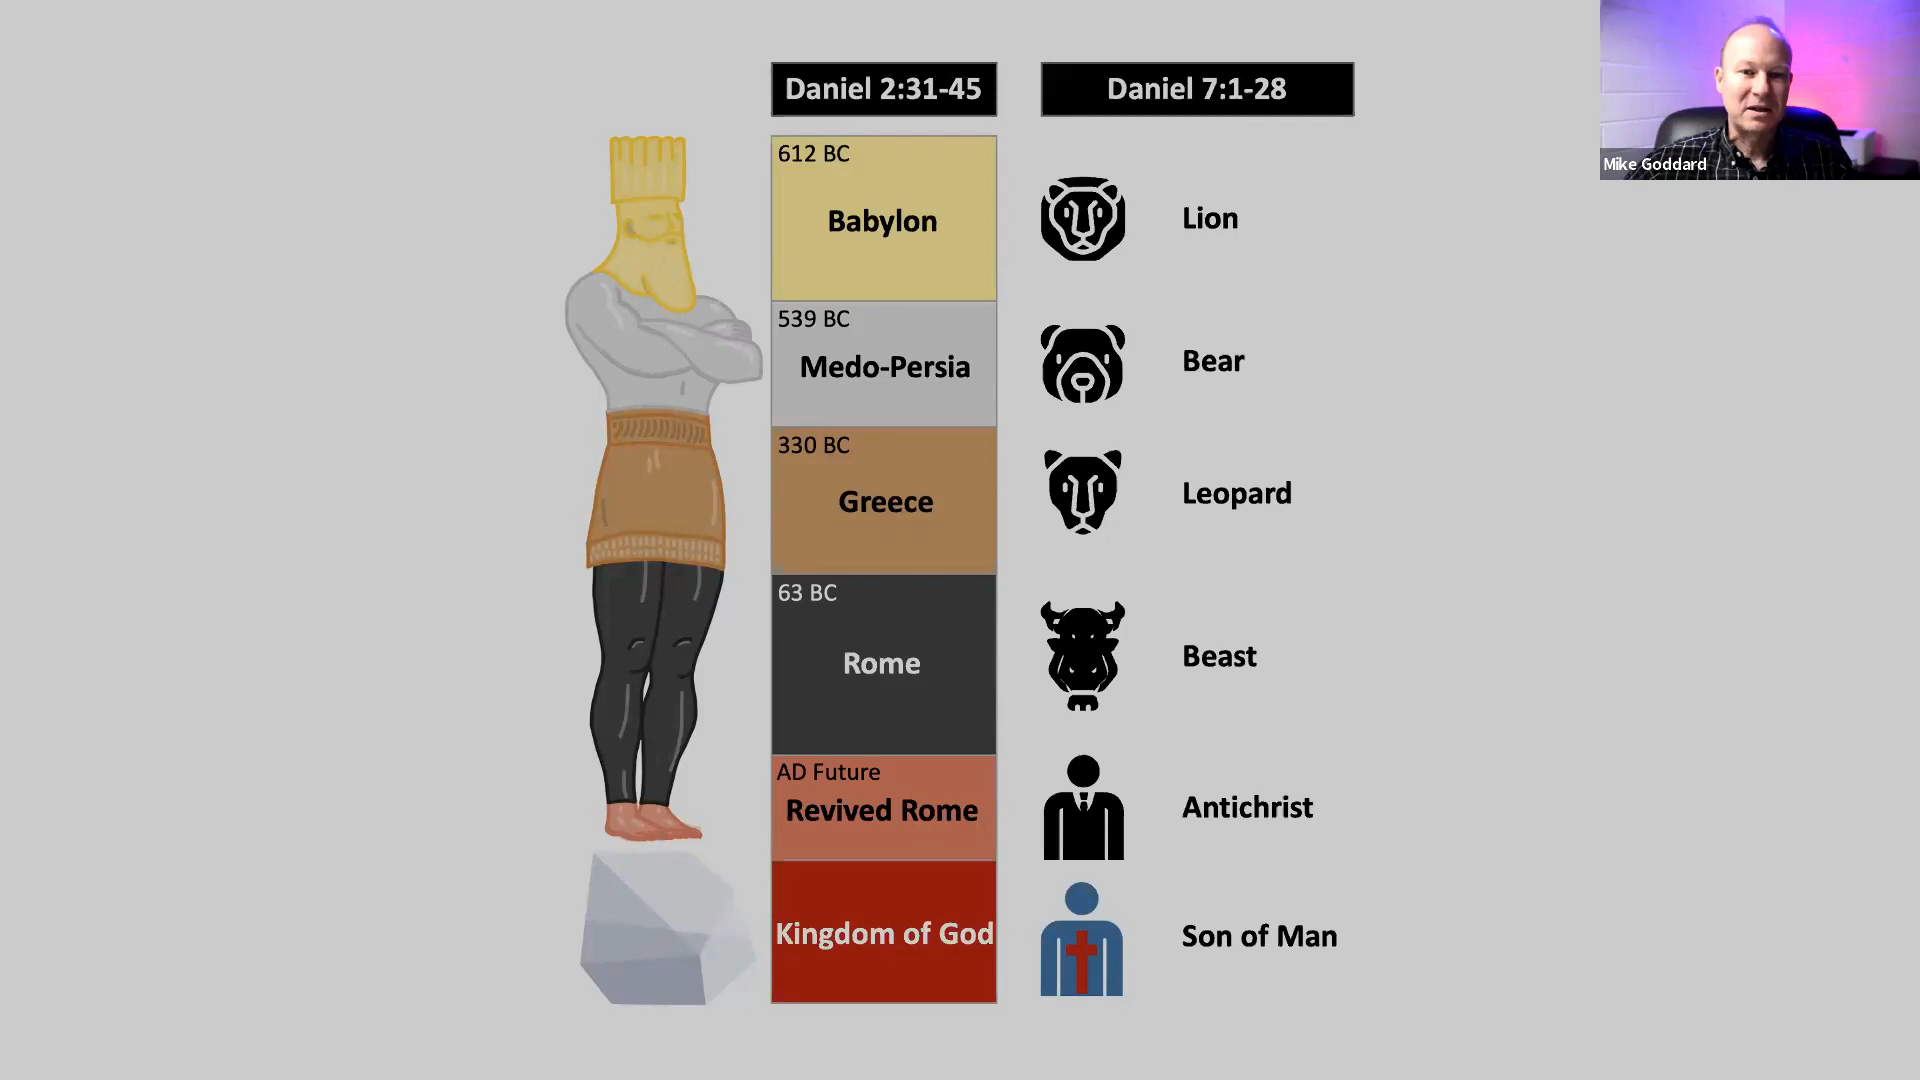 Daniel 2:31-45
Daniel 7:1-28
Mike Goddard
612 BC
Babylon
Lion
539 BC
Medo-Persia
Bear
330 BC
Greece
Leopard
63 BC
Rome
Beast
AD Future
Revived Rome
Antichrist
Kingdom of God
Son of Man